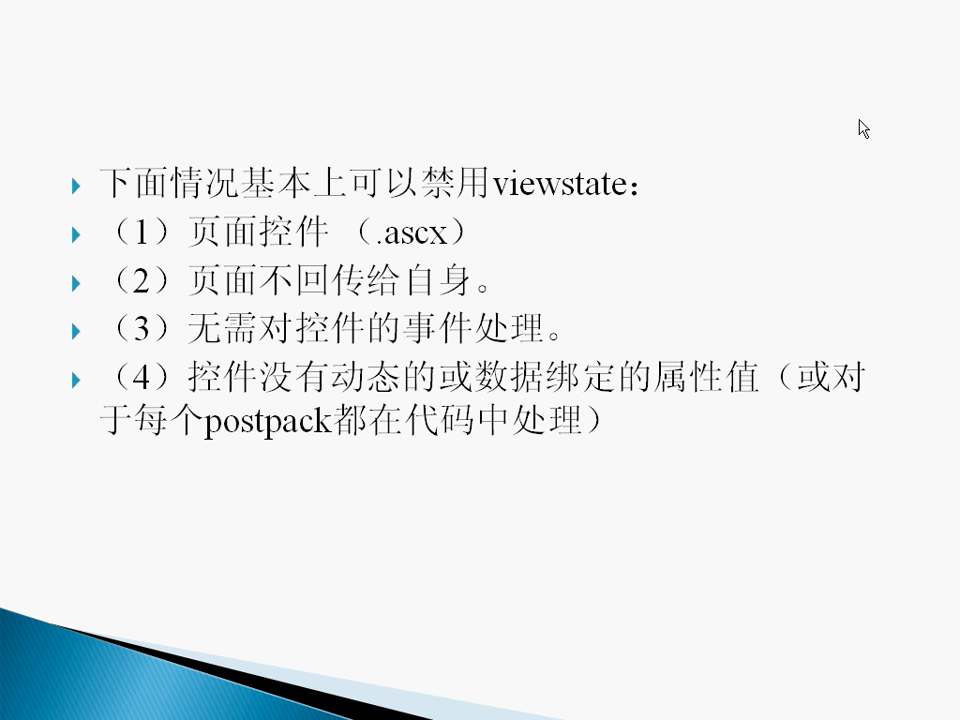 下面情况基本上可以禁用viewstate：
（1）页面控件 （.ascx）
（2）页面不回传给自身。
（3）无需对控件的事件处理。
（4）控件没有动态的或数据绑定的属性值（或对
于每个postpack都在代码中处理）